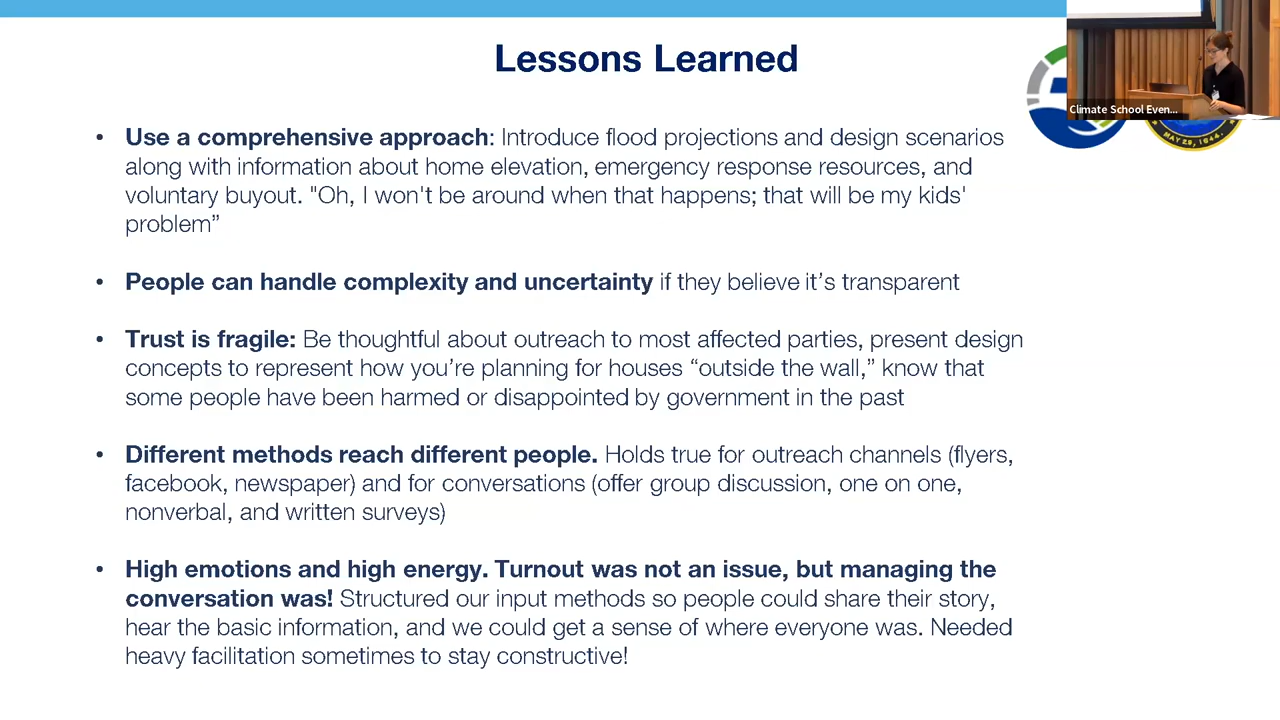 Lessons Learned
Climate School Even...
MAY 29, 1944
• Use a comprehensive approach: Introduce flood projections and design scenarios
along with information about home elevation, emergency response resources, and
voluntary buyout. "Oh, I won't be around when that happens; that will be my kids'
problem”
• People can handle complexity and uncertainty if they believe it’s transparent
• Trust is fragile: Be thoughtful about outreach to most affected parties, present design
concepts to represent how you’re planning for houses “outside the wall,” know that
some people have been harmed or disappointed by government in the past
• Different methods reach different people. Holds true for outreach channels (flyers,
facebook, newspaper) and for conversations (offer group discussion, one on one,
nonverbal, and written surveys)
• High emotions and high energy. Turnout was not an issue, but managing the
conversation was! Structured our input methods so people could share their story,
hear the basic information, and we could get a sense of where everyone was. Needed
heavy facilitation sometimes to stay constructive!